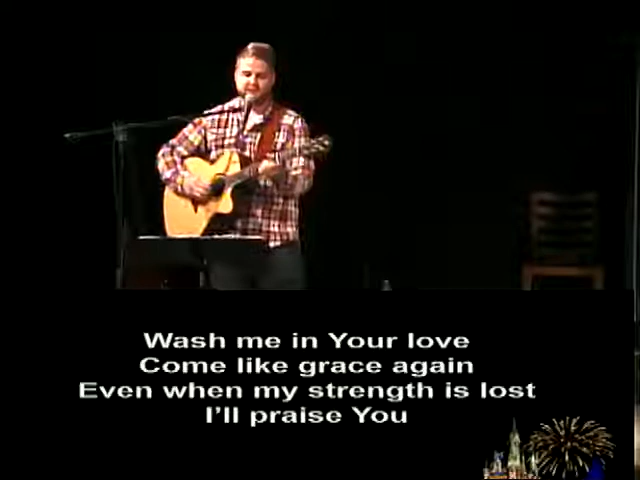 Wash me in Your love
Come like grace again
Even when my strength is lost
I'll praise You